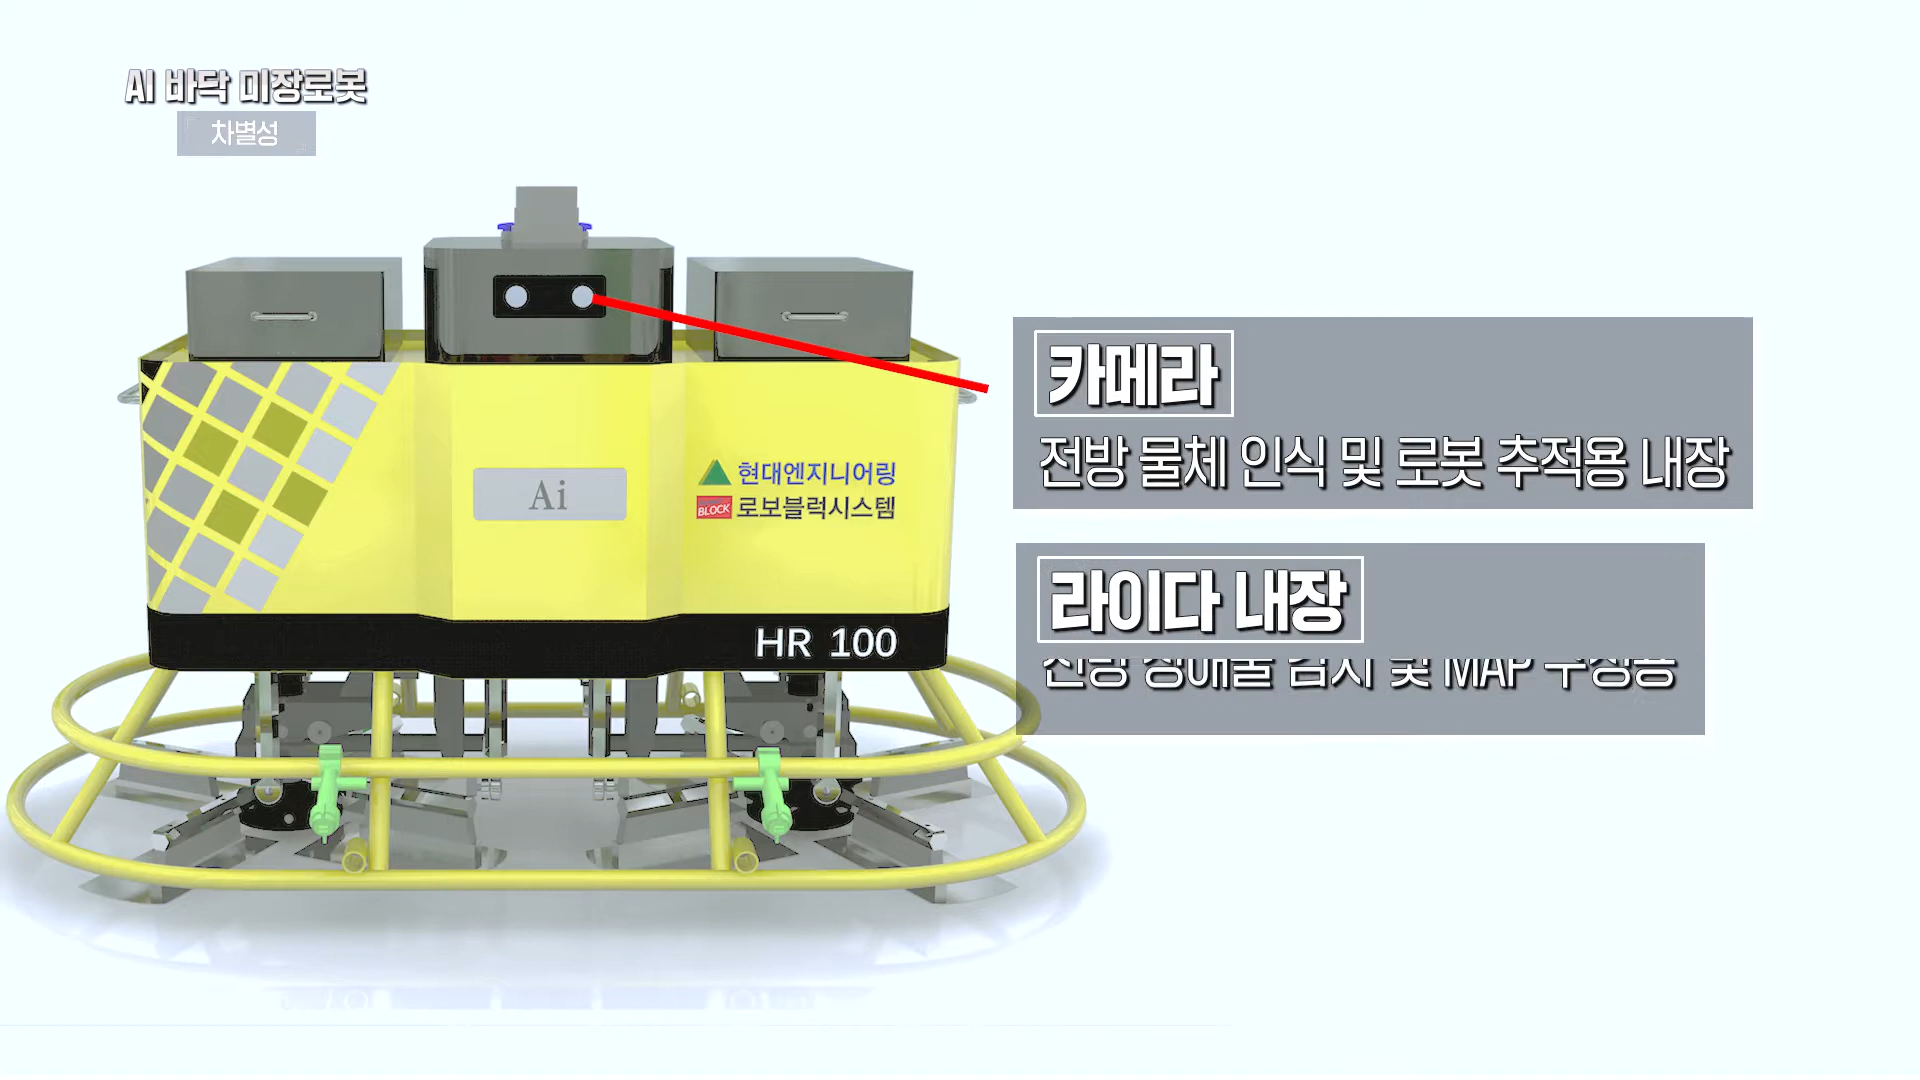 AI 바닥 미장로봇
차별성
카메라
전방 물체 인식 및 로봇 추적용 내장
Ai
현대엔지니어링
BLOCK 로보블럭시스템
라이다 내장
및 MAP
HR 100